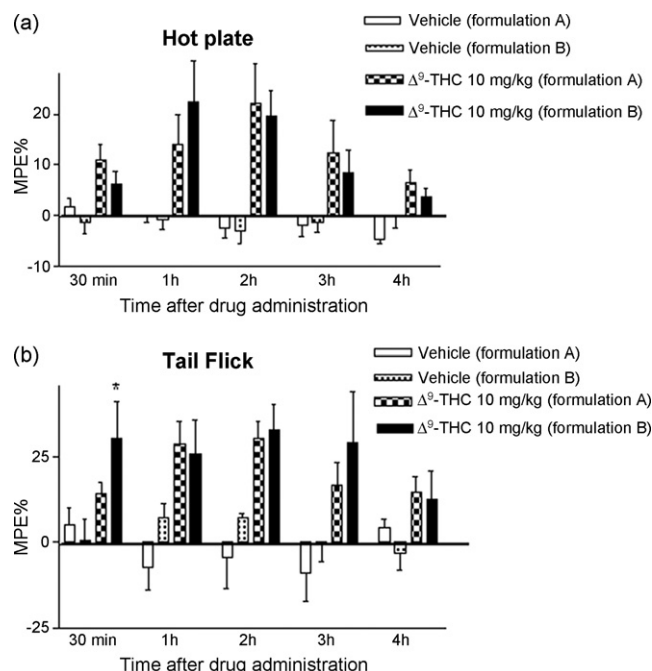 (a)
Hot plate
Vehicle (formulation A)
Vehicle (formulation B)
Δ⁹-THC 10 mg/kg (formulation A)
Δ⁹-THC 10 mg/kg (formulation B)
MPE%
20
10
0
-10
30 min 1h 2h 3h 4h
Time after drug administration
(b)
Tail Flick
Vehicle (formulation A)
Vehicle (formulation B)
Δ⁹-THC 10 mg/kg (formulation A)
Δ⁹-THC 10 mg/kg (formulation B)
*
MPE%
25
0
-25
30 min 1h 2h 3h 4h
Time after drug administration